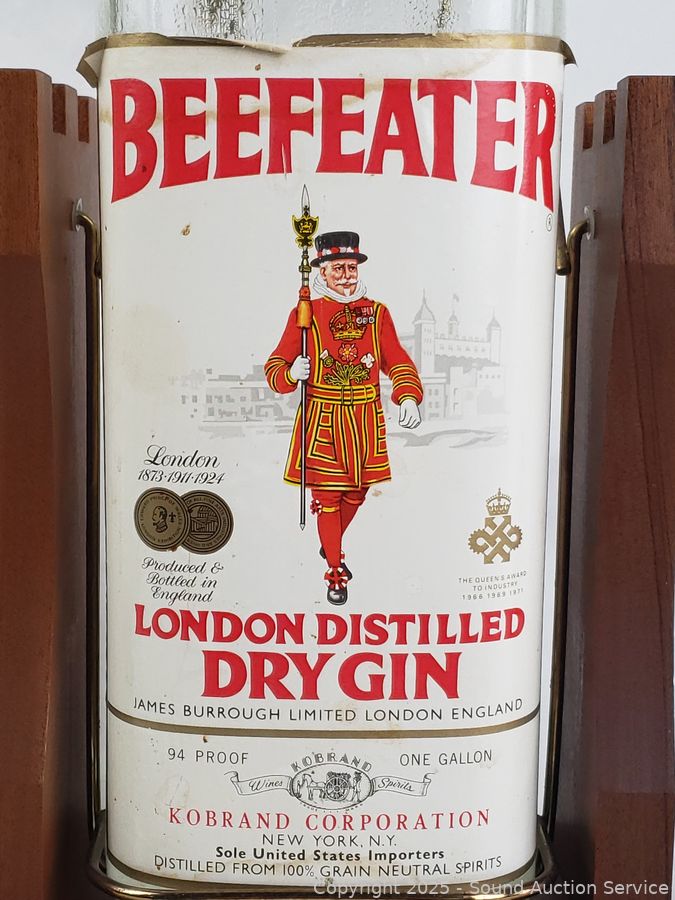 BEEFEATER
®
London
1873·1911·1924
Produced &
Bottled in
England
THE QUEEN'S AWARD
TO INDUSTRY
1966 1969 1971
LONDON DISTILLED
DRY GIN
JAMES BURROUGH LIMITED LONDON ENGLAND
94 PROOF
ONE GALLON
KOBRAND
Wines
Spirits
KOBRAND CORPORATION
NEW YORK, N.Y.
Sole United States Importers
DISTILLED FROM 100% GRAIN NEUTRAL SPIRITS
Copyright 2025 - Sound Auction Service